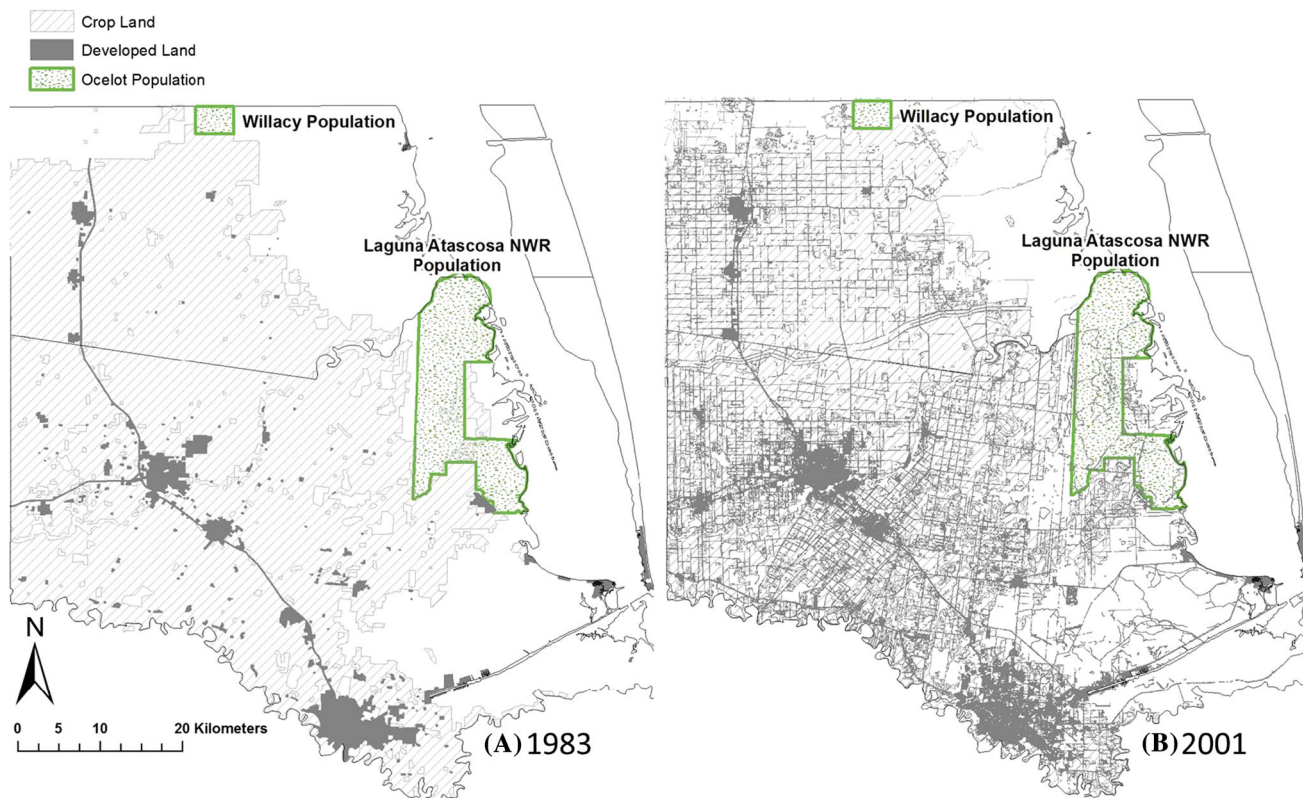 Crop Land
Developed Land
Ocelot Population
Willacy Population
Laguna Atascosa NWR
Population
N
0 5 10 20 Kilometers
(A) 1983
Willacy Population
Laguna Atascosa NWR
Population
(B) 2001